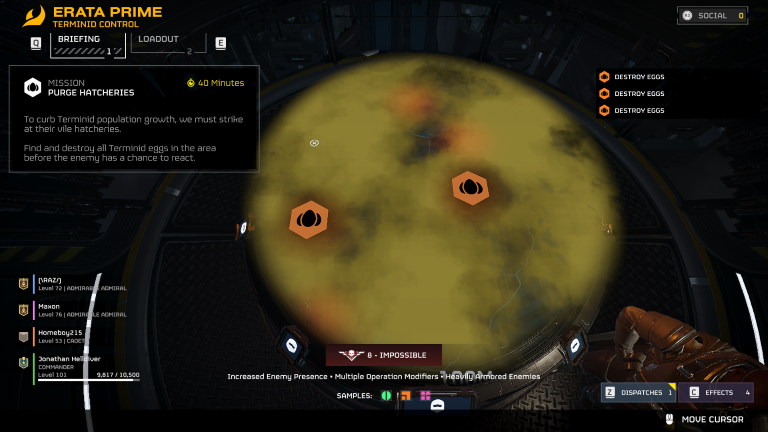 ERATA PRIME
TERMINID CONTROL
SOCIAL 0
Q
BRIEFING
1
LOADOUT
2
E
MISSION
PURGE HATCHERIES
40 Minutes
To curb Terminid population growth, we must strike
at their vile hatcheries.
Find and destroy all Terminid eggs in the area
before the enemy has a chance to react.
DESTROY EGGS
DESTROY EGGS
DESTROY EGGS
Level 72 | ADMIRABLE ADMIRAL
Maxon
Level 76 | ADMIRABLE ADMIRAL
Homeboy215
Level 53 | CADET
Jonathan Helldiver
COMMANDER
Level 101
9,817 / 10,500
8 - IMPOSSIBLE
Increased Enemy Presence • Multiple Operation Modifiers • Heavily Armored Enemies
SAMPLES:
Z DISPATCHES 1
C EFFECTS 4
MOVE CURSOR